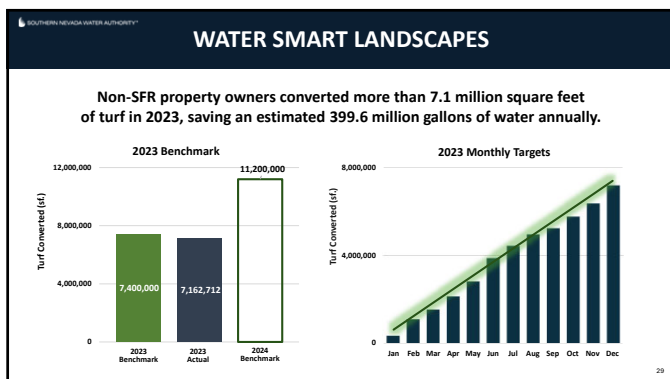 SOUTHERN NEVADA WATER AUTHORITY
WATER SMART LANDSCAPES
Non-SFR property owners converted more than 7.1 million square feet
of turf in 2023, saving an estimated 399.6 million gallons of water annually.
2023 Benchmark
12,000,000
8,000,000
4,000,000
0
Turf Converted (sf.)
7,400,000
7,162,712
11,200,000
2023
Benchmark
2023
Actual
2024
Benchmark
2023 Monthly Targets
8,000,000
4,000,000
0
Turf Converted (sf.)
Jan Feb Mar Apr May Jun Jul Aug Sep Oct Nov Dec
29